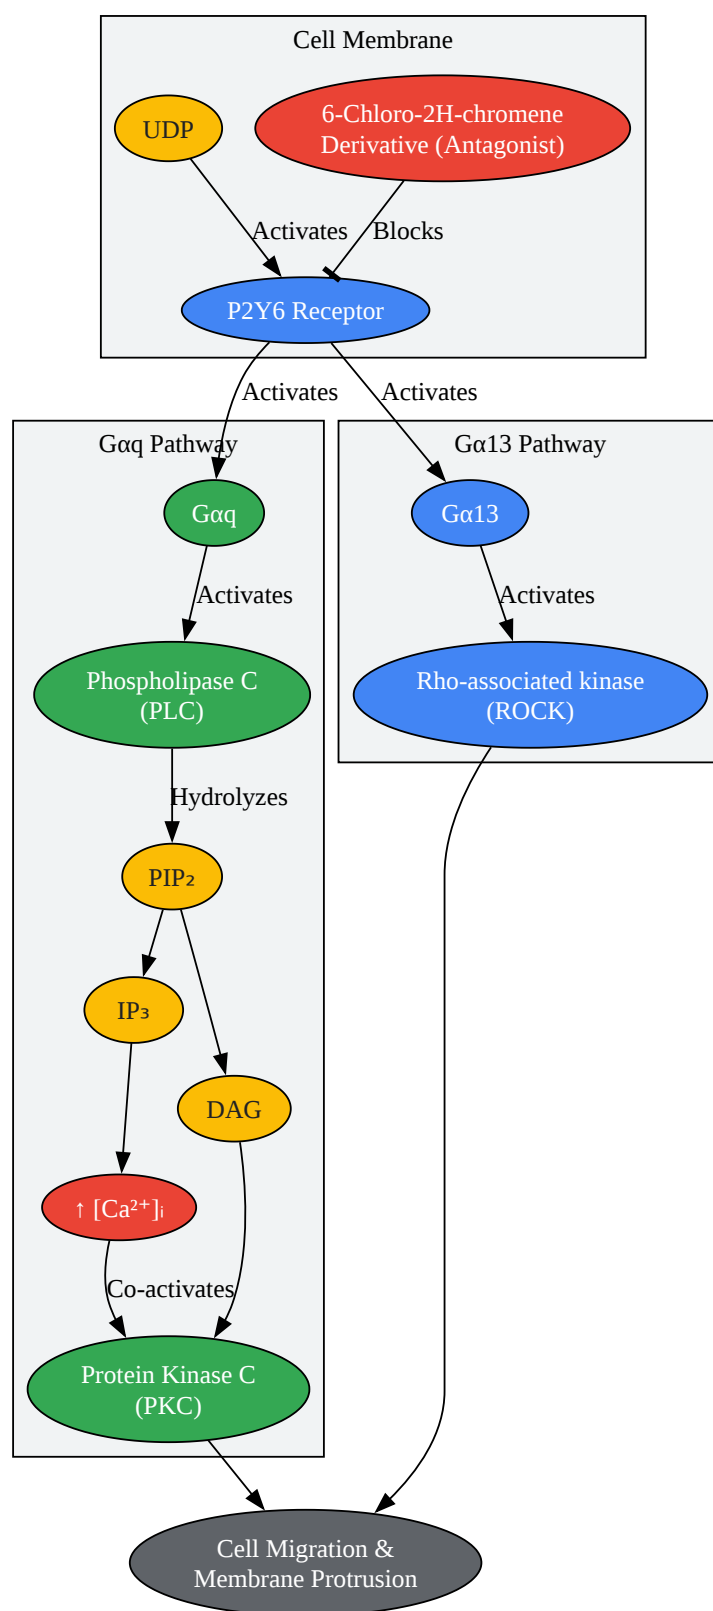 Cell Membrane
UDP
6-Chloro-2H-chromene
Derivative (Antagonist)
Activates
Blocks
P2Y6 Receptor
Activates
Activates
Gαq Pathway
Gα13 Pathway
Gαq
Gα13
Activates
Activates
Phospholipase C
(PLC)
Rho-associated kinase
(ROCK)
Hydrolyzes
PIP₂
IP₃
DAG
↑ [Ca²⁺]ᵢ
Co-activates
Protein Kinase C
(PKC)
Cell Migration &
Membrane Protrusion